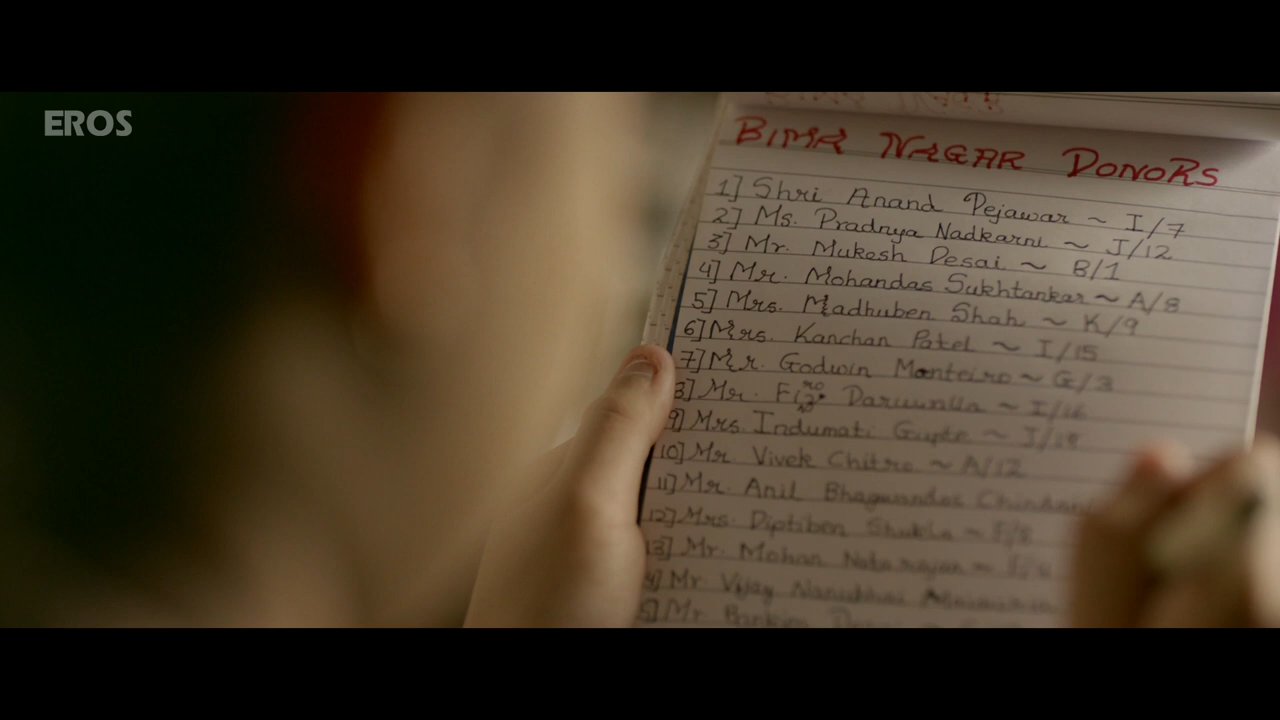 EROS
BIMA NAGAR DONORS
1] Shri Anand Pejawar ~ I/7
2] Ms. Pradnya Nadkarni ~ J/12
3] Mr. Mukesh Desai ~ B/1
4] Mr. Mohandas Sukhtankar ~ A/8
5] Mrs. Madhuben Shah ~ K/9
6] Mrs. Kanchan Patel ~ I/15
7] Mr. Godwin Monteiro ~ G/3
8] Mr. Daruwalla ~ I/16
9] Mrs. Indumati Gupte ~
10] Mr. Vivek Chitre ~ A/12
11] Mr. Anil Bhagwandas
12] Mrs. Diptiben Shukla ~
13] Mr. Mohan Natarajan ~
14] Mr. Vijay Nanubhai
15] Mr.